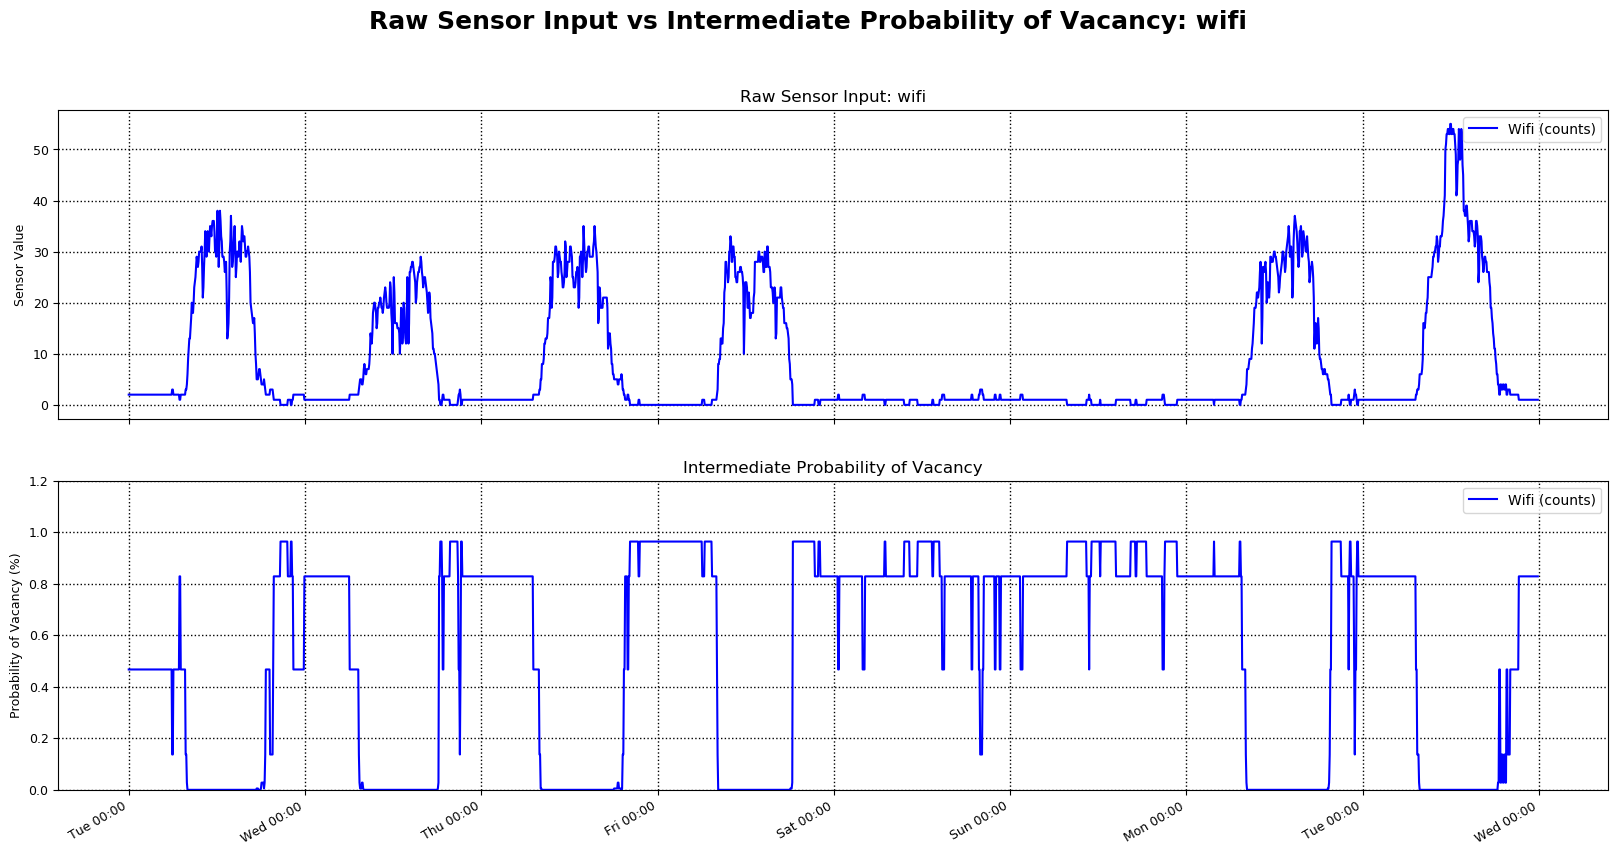 Raw Sensor Input vs Intermediate Probability of Vacancy: wifi
Raw Sensor Input: wifi
Wifi (counts)
Sensor Value
50
40
30
20
10
0
Intermediate Probability of Vacancy
Wifi (counts)
Probability of Vacancy (%)
1.2
1.0
0.8
0.6
0.4
0.2
0.0
Tue 00:00
Wed 00:00
Thu 00:00
Fri 00:00
Sat 00:00
Sun 00:00
Mon 00:00
Tue 00:00
Wed 00:00